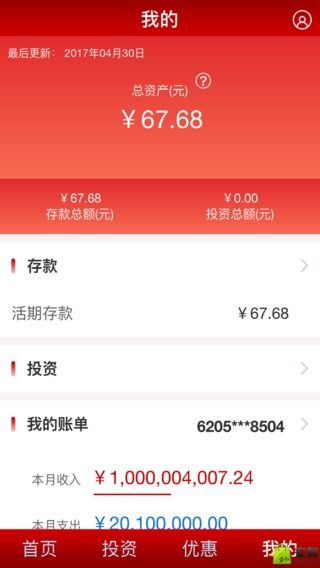 我的
最后更新： 2017年04月30日
总资产(元) ?
￥67.68
￥67.68 ￥0.00
存款总额(元) 投资总额(元)
存款
活期存款 ￥67.68
投资
我的账单 6205***8504
本月收入 ￥1,000,004,007.24
本月支出 ￥20,100,000.00
首页 投资 优惠 我的